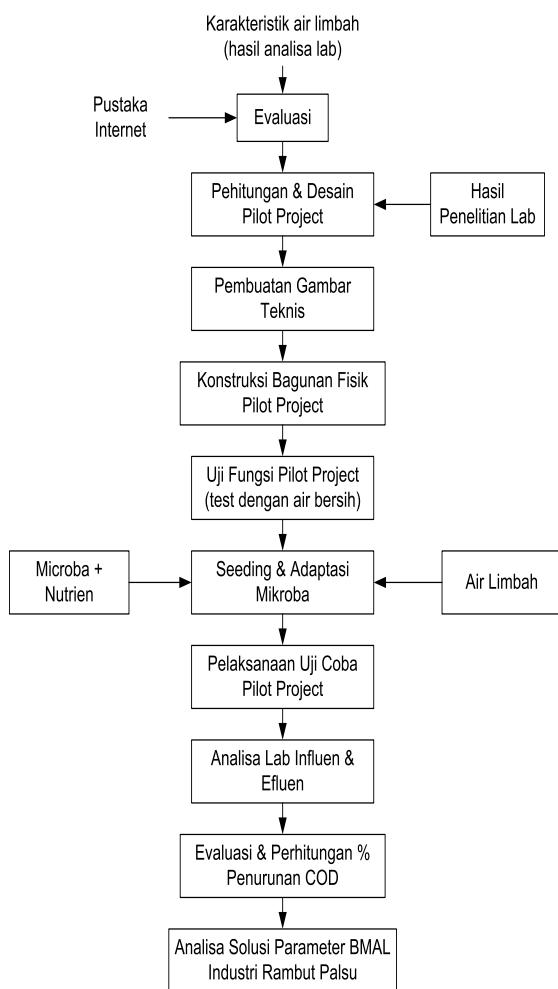 Karakteristik air limbah
(hasil analisa lab)
Pustaka
Internet
Evaluasi
Pehitungan & Desain
Pilot Project
Hasil
Penelitian Lab
Pembuatan Gambar
Teknis
Konstruksi Bagunan Fisik
Pilot Project
Uji Fungsi Pilot Project
(test dengan air bersih)
Microba +
Nutrien
Seeding & Adaptasi
Mikroba
Air Limbah
Pelaksanaan Uji Coba
Pilot Project
Analisa Lab Influen &
Efluen
Evaluasi & Perhitungan %
Penurunan COD
Analisa Solusi Parameter BMAL
Industri Rambut Palsu